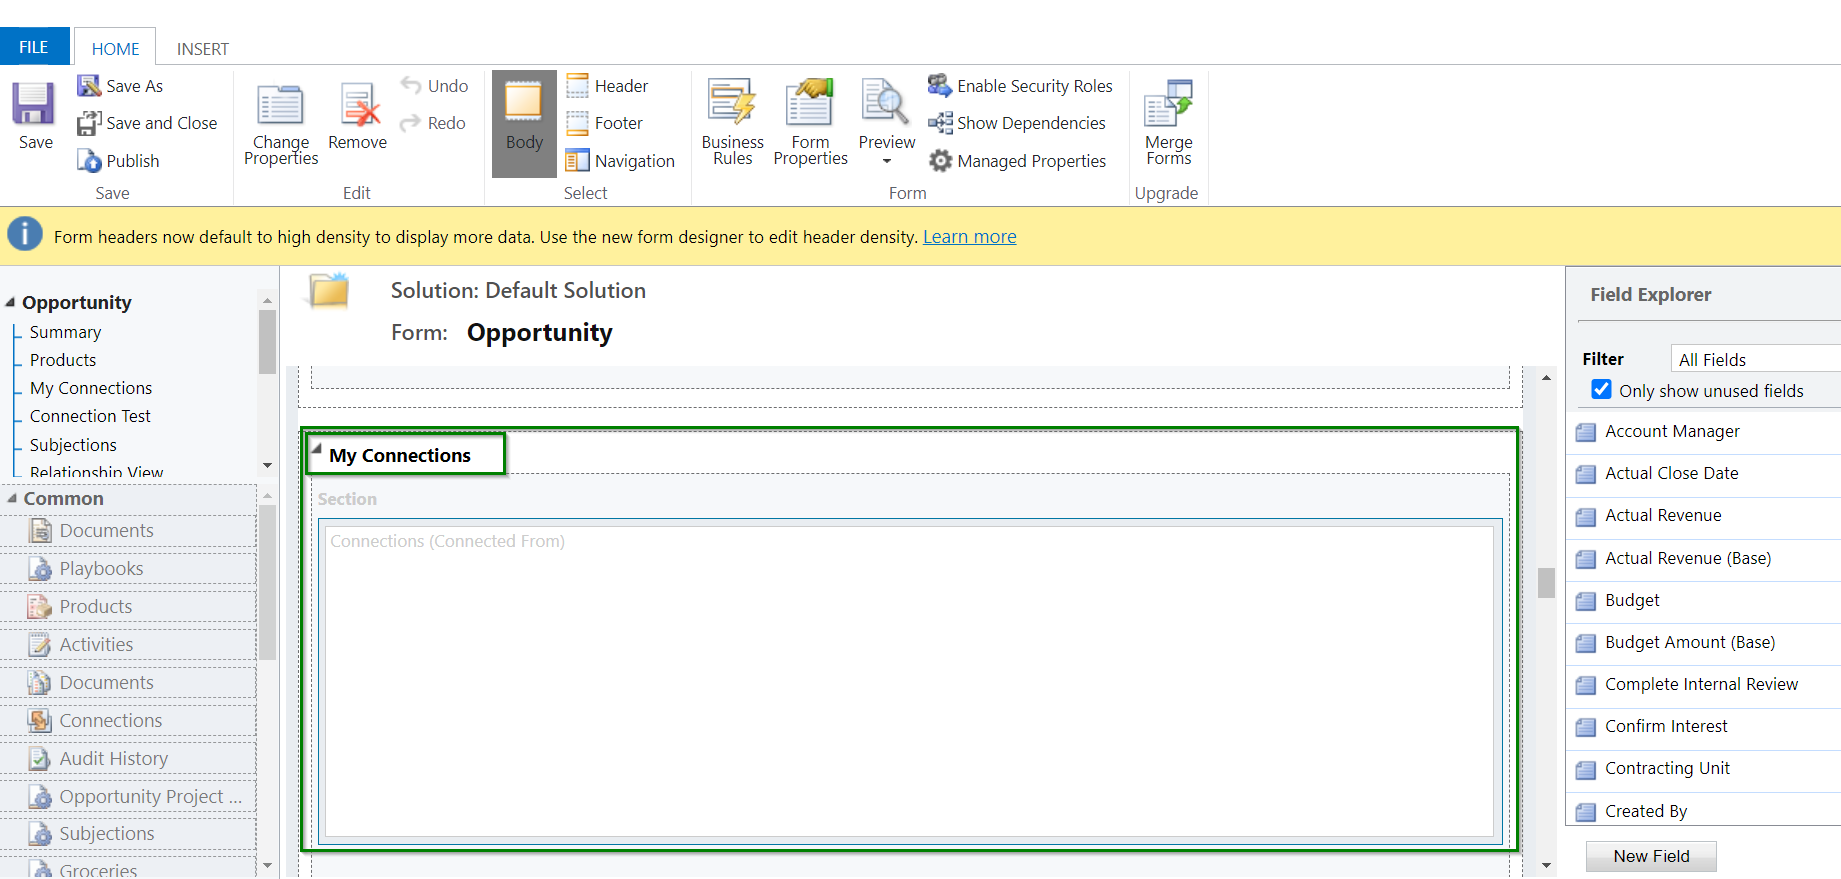 FILE
HOME
INSERT
Save
Save As
Save and Close
Publish
Save
Change
Properties
Remove
Undo
Redo
Edit
Body
Header
Footer
Navigation
Select
Business
Rules
Form
Properties
Preview
Enable Security Roles
Show Dependencies
Managed Properties
Form
Merge
Forms
Upgrade
Form headers now default to high density to display more data. Use the new form designer to edit header density. Learn more
Opportunity
Summary
Products
My Connections
Connection Test
Subjections
Relationship View
Common
Documents
Playbooks
Products
Activities
Documents
Connections
Audit History
Opportunity Project ...
Subjections
Groceries
Solution: Default Solution
Form: Opportunity
My Connections
Section
Connections (Connected From)
Field Explorer
Filter
All Fields
Only show unused fields
Account Manager
Actual Close Date
Actual Revenue
Actual Revenue (Base)
Budget
Budget Amount (Base)
Complete Internal Review
Confirm Interest
Contracting Unit
Created By
New Field